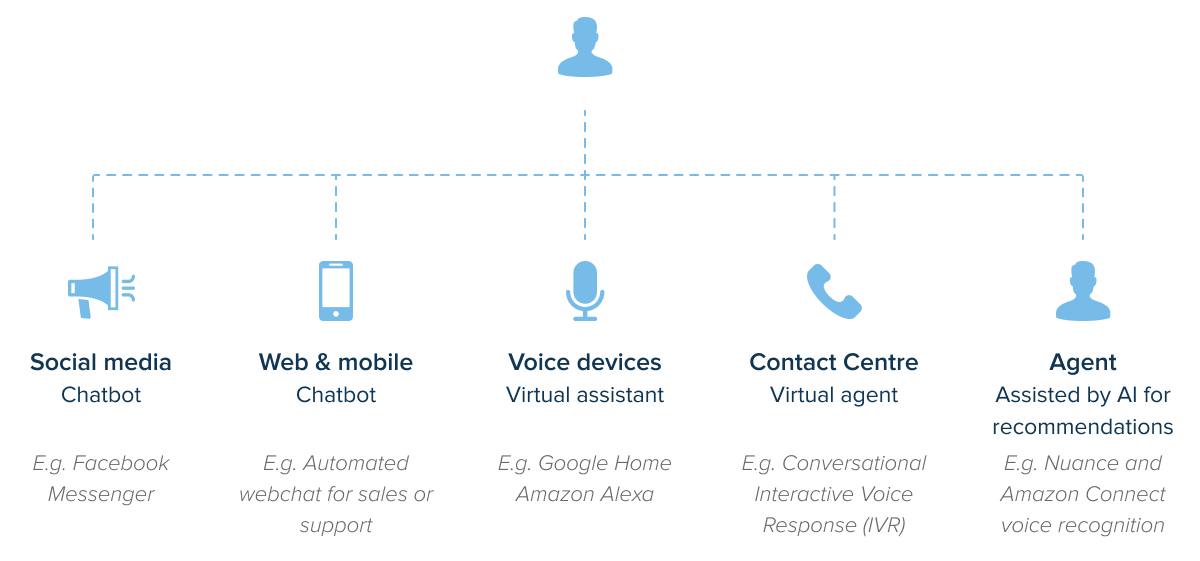 Social media
Chatbot
E.g. Facebook
Messenger
Web & mobile
Chatbot
E.g. Automated
webchat for sales or
support
Voice devices
Virtual assistant
E.g. Google Home
Amazon Alexa
Contact Centre
Virtual agent
E.g. Conversational
Interactive Voice
Response (IVR)
Agent
Assisted by AI for
recommendations
E.g. Nuance and
Amazon Connect
voice recognition